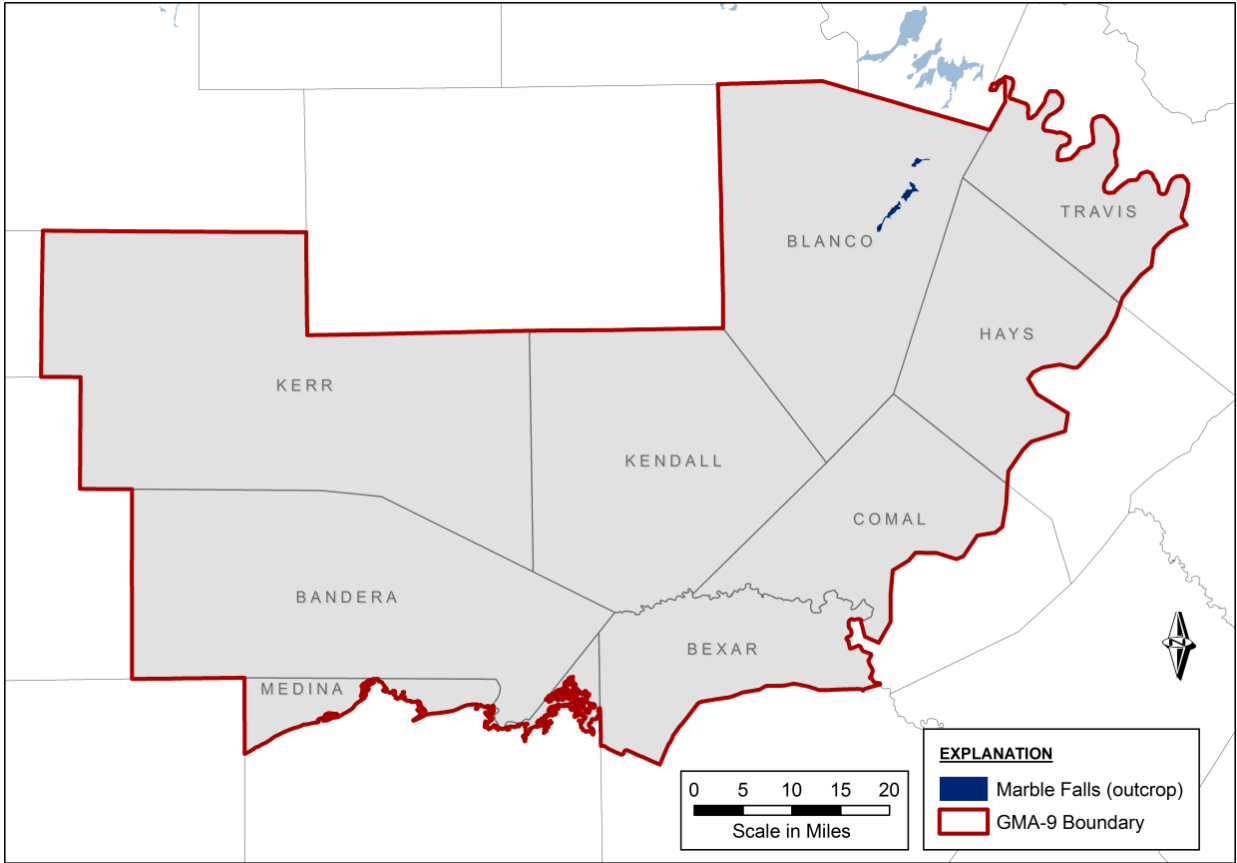 TRAVIS
BLANCO
HAYS
KERR
KENDALL
COMAL
BANDERA
BEXAR
MEDINA
N
0 5 10 15 20
Scale in Miles
EXPLANATION
Marble Falls (outcrop)
GMA-9 Boundary